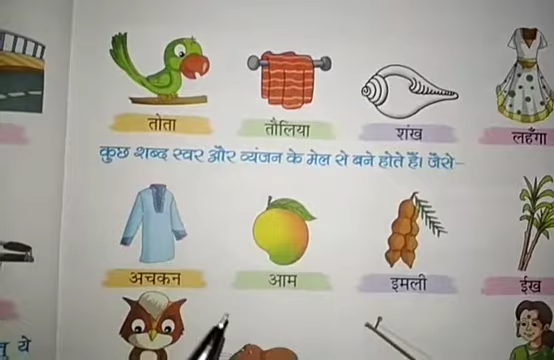 तोता तौलिया शंख लहँगा
कुछ शब्द स्वर और व्यंजन के मेल से बने होते हैं। जैसे–
अचकन आम इमली ईख
ये